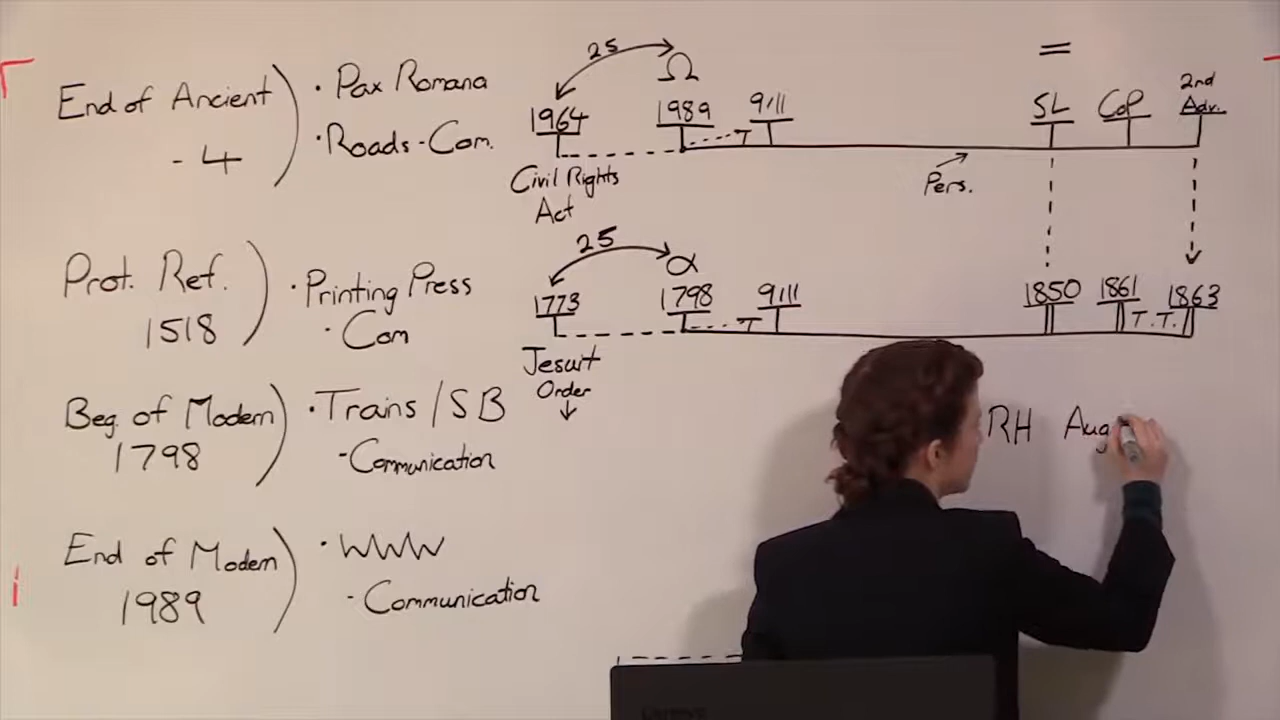 End of Ancient
- 4
• Pax Romana
• Roads - Com.
Prot. Ref.
1518
• Printing Press
• Com
Beg. of Modern
1798
• Trains / SB
- Communication
End of Modern
1989
• WWW
- Communication
25
Ω
=
1964 1989 9/11 SL CoP 2nd Adv.
T
Civil Rights
Act
Pers.
25
α
1773 1798 9/11 1850 1861 1863
T T.T.
Jesuit
Order
RH Aug